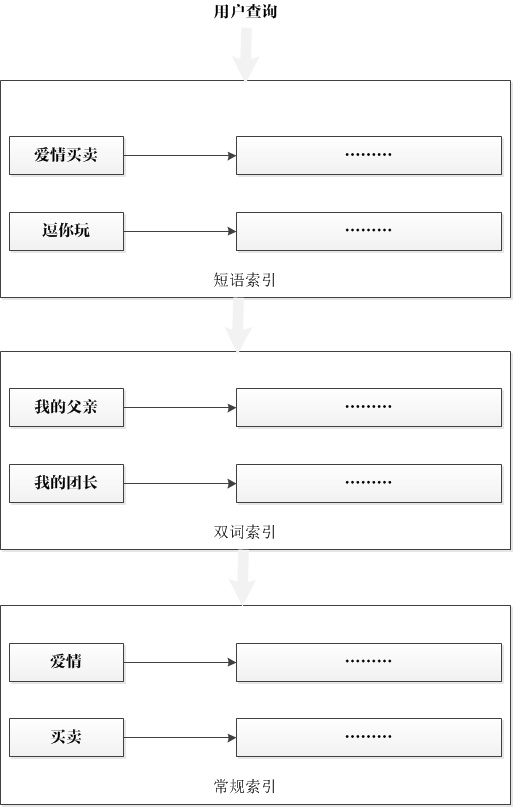 用户查询
爱情买卖
………
逗你玩
………
短语索引
我的父亲
………
我的团长
………
双词索引
爱情
………
买卖
………
常规索引